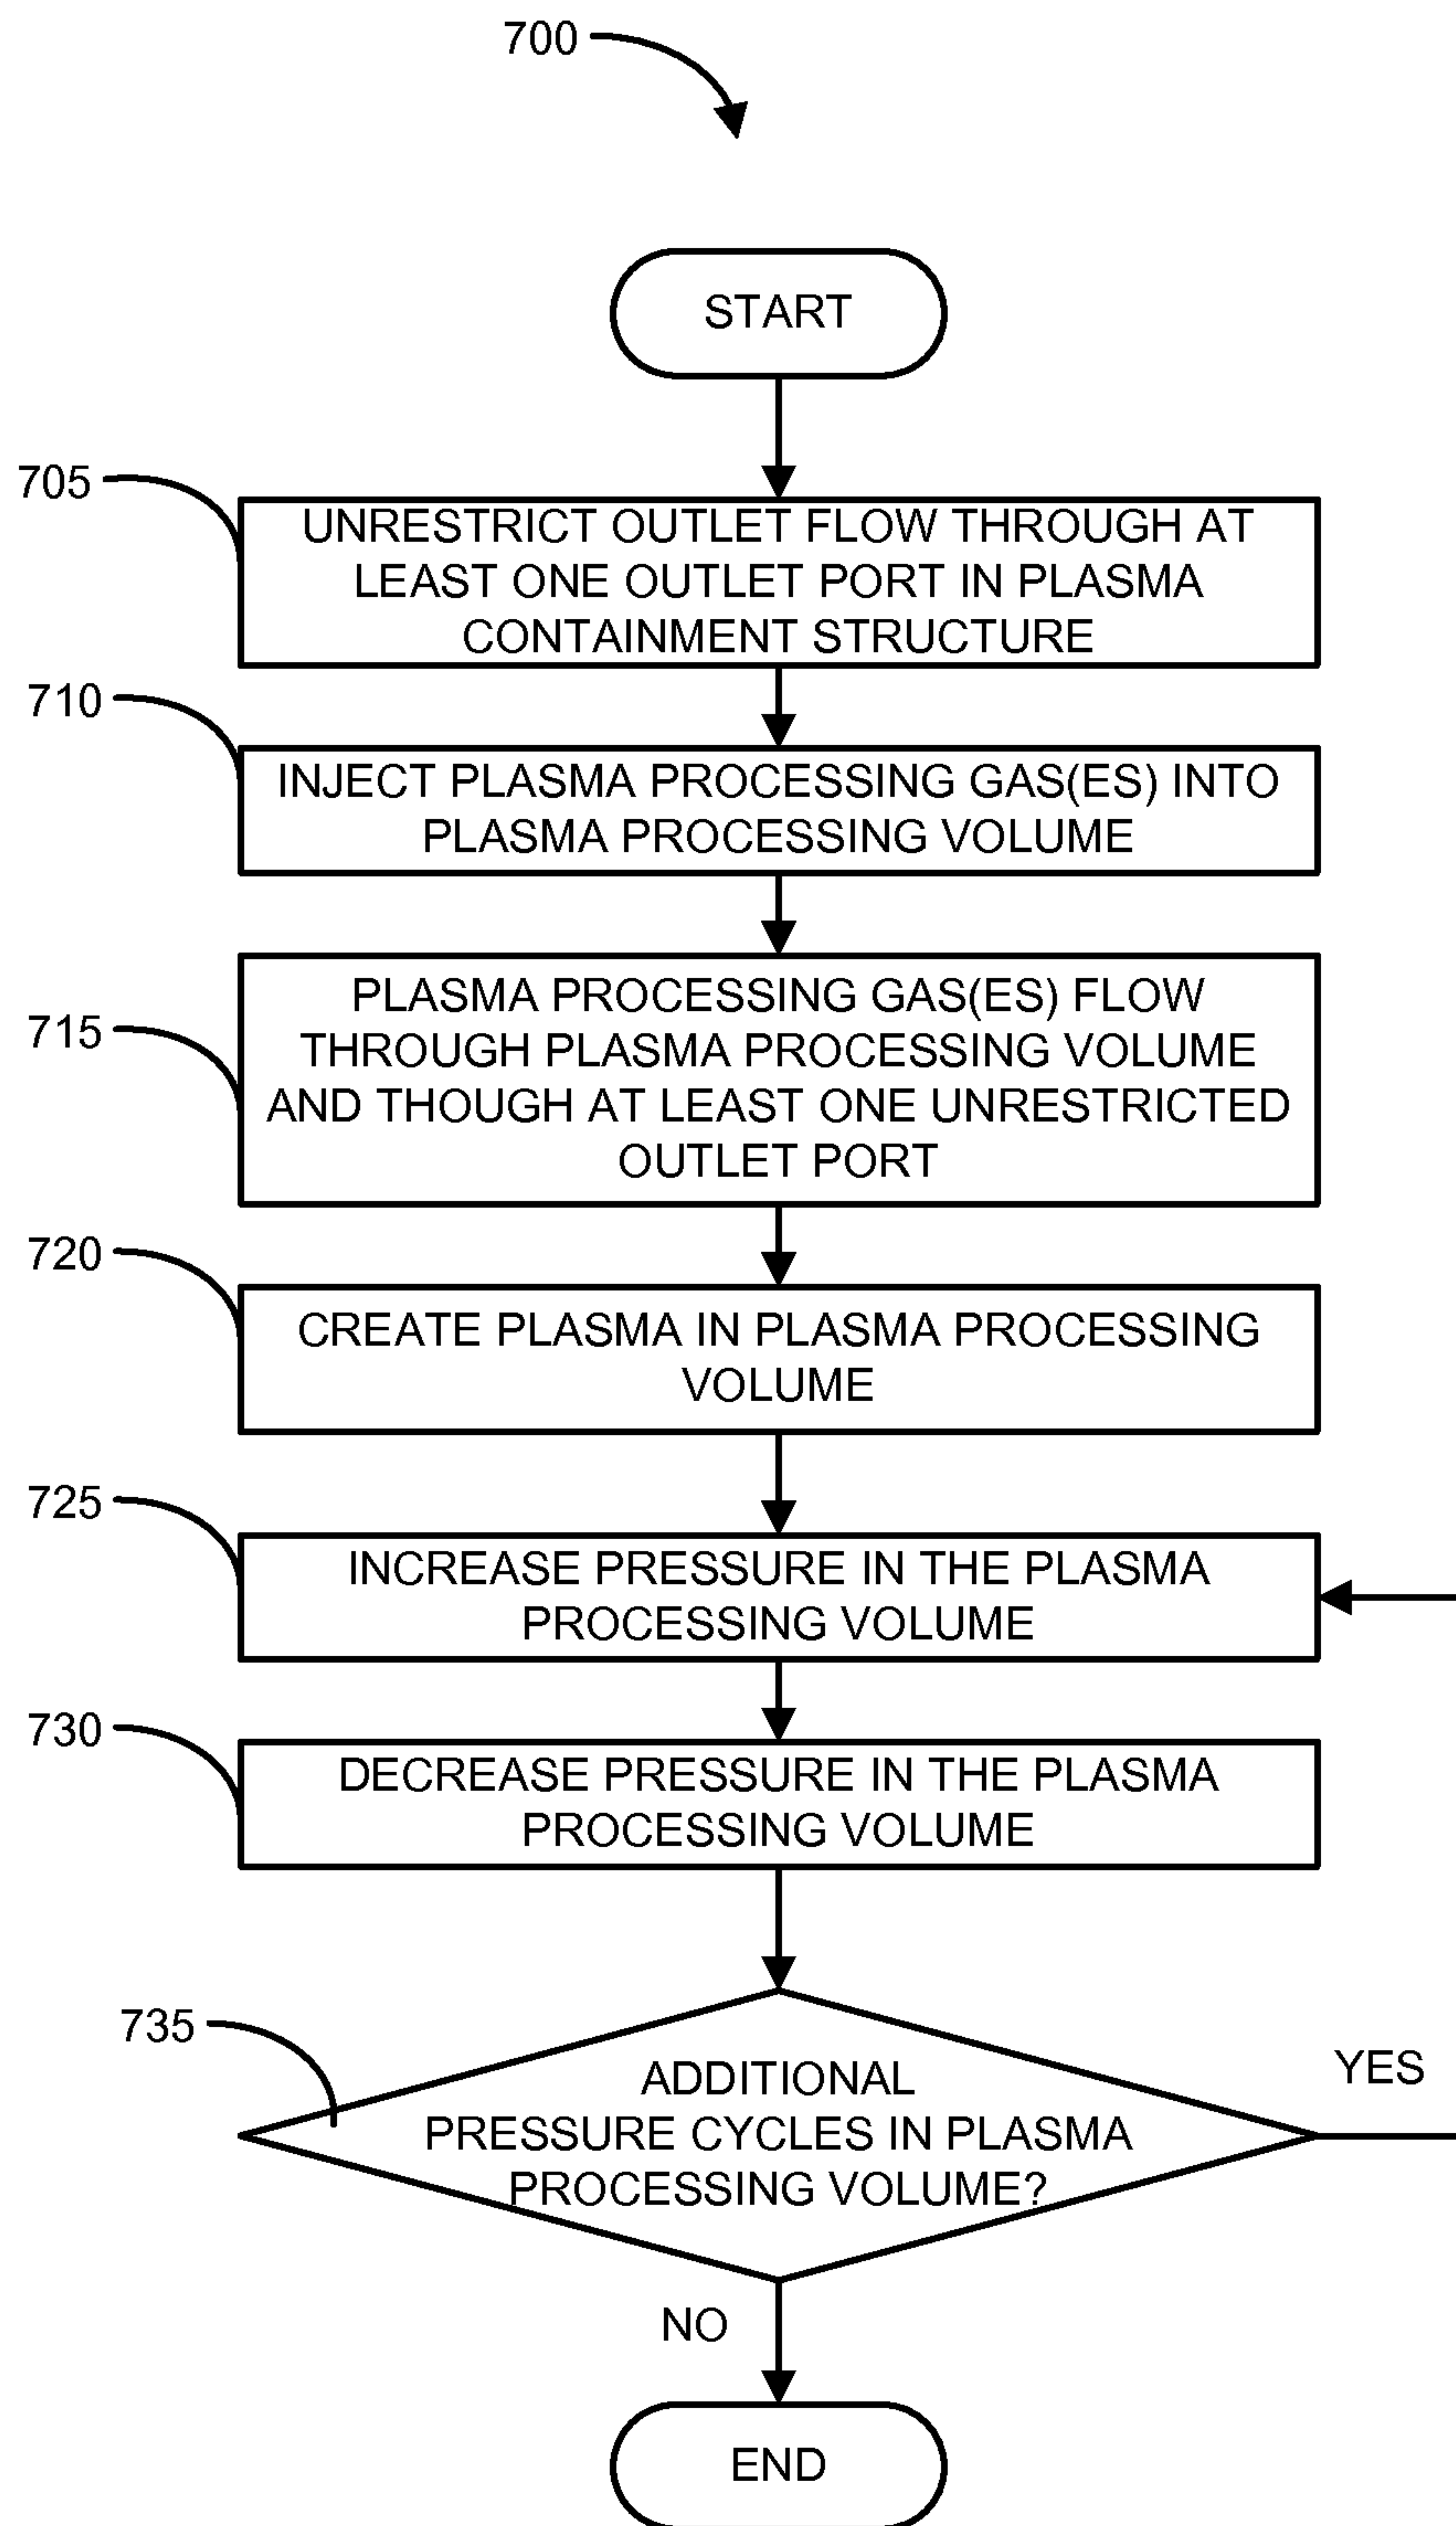 700
START
705
UNRESTRICT OUTLET FLOW THROUGH AT
LEAST ONE OUTLET PORT IN PLASMA
CONTAINMENT STRUCTURE
710
INJECT PLASMA PROCESSING GAS(ES) INTO
PLASMA PROCESSING VOLUME
715
PLASMA PROCESSING GAS(ES) FLOW
THROUGH PLASMA PROCESSING VOLUME
AND THOUGH AT LEAST ONE UNRESTRICTED
OUTLET PORT
720
CREATE PLASMA IN PLASMA PROCESSING
VOLUME
725
INCREASE PRESSURE IN THE PLASMA
PROCESSING VOLUME
730
DECREASE PRESSURE IN THE PLASMA
PROCESSING VOLUME
735
ADDITIONAL
PRESSURE CYCLES IN PLASMA
PROCESSING VOLUME?
YES
NO
END